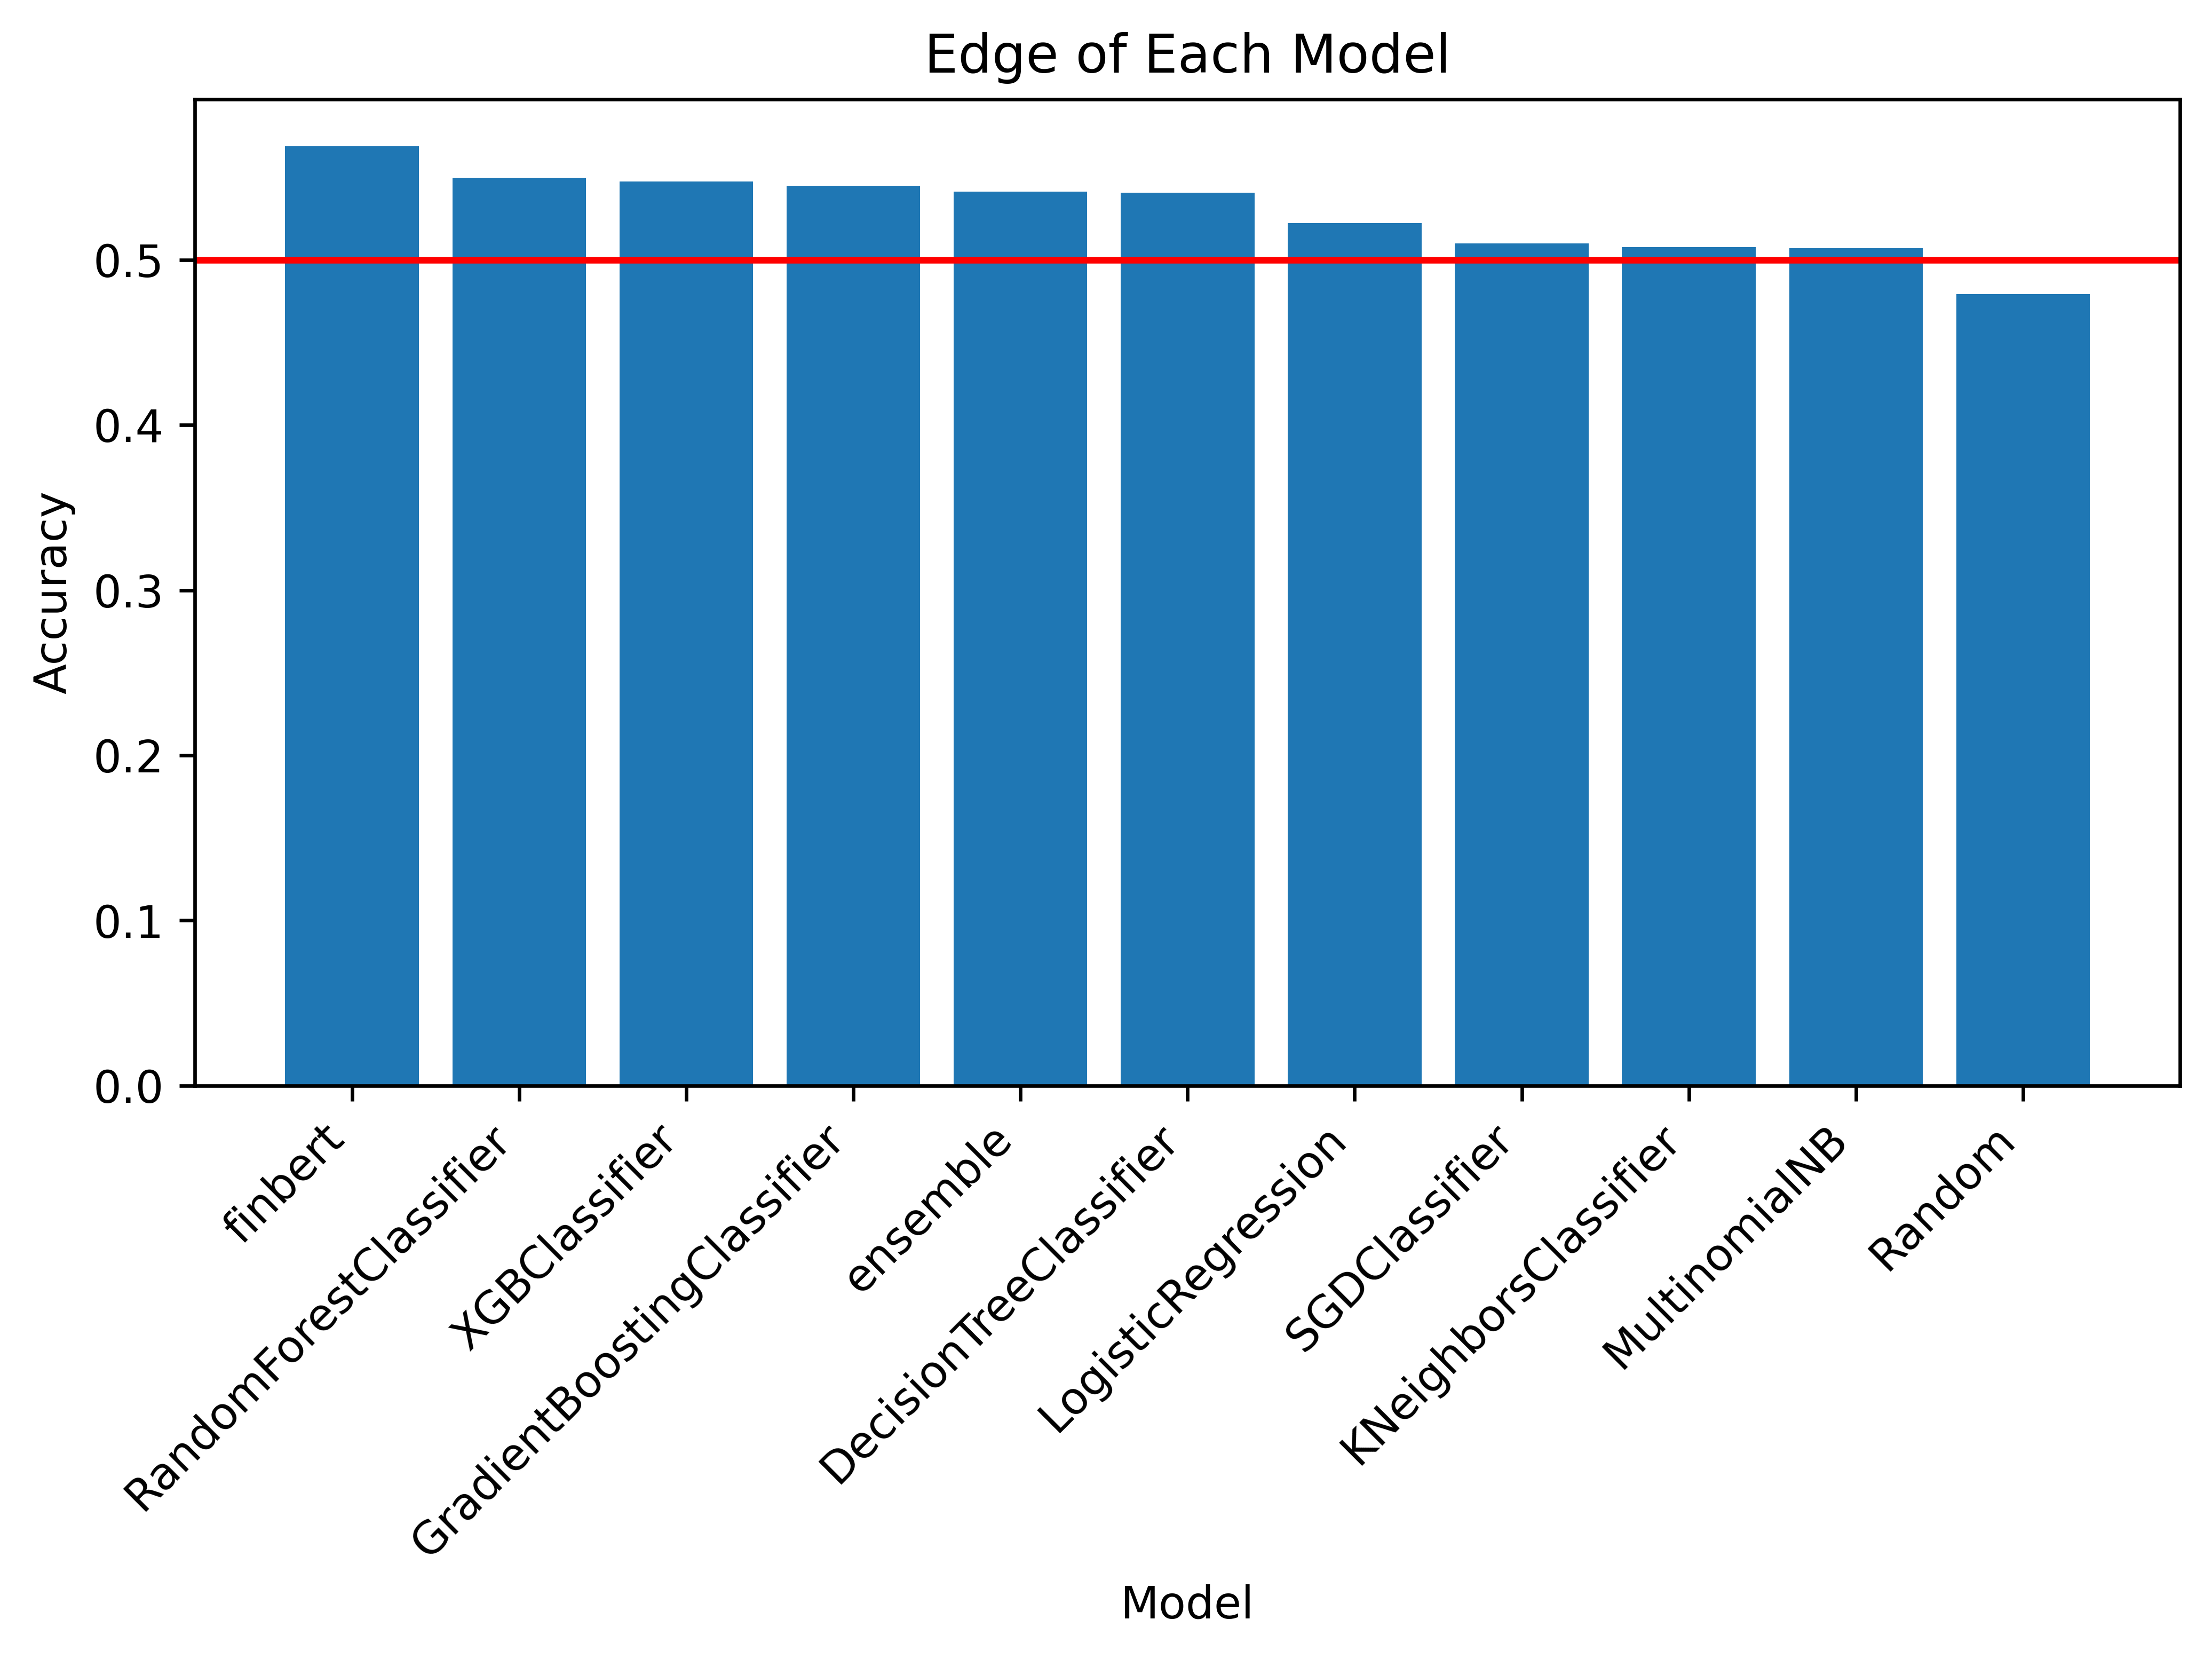 Edge of Each Model
Accuracy
0.5
0.4
0.3
0.2
0.1
0.0
finbert
RandomForestClassifier
XGBClassifier
GradientBoostingClassifier
ensemble
DecisionTreeClassifier
LogisticRegression
SGDClassifier
KNeighborsClassifier
MultinomialNB
Random
Model